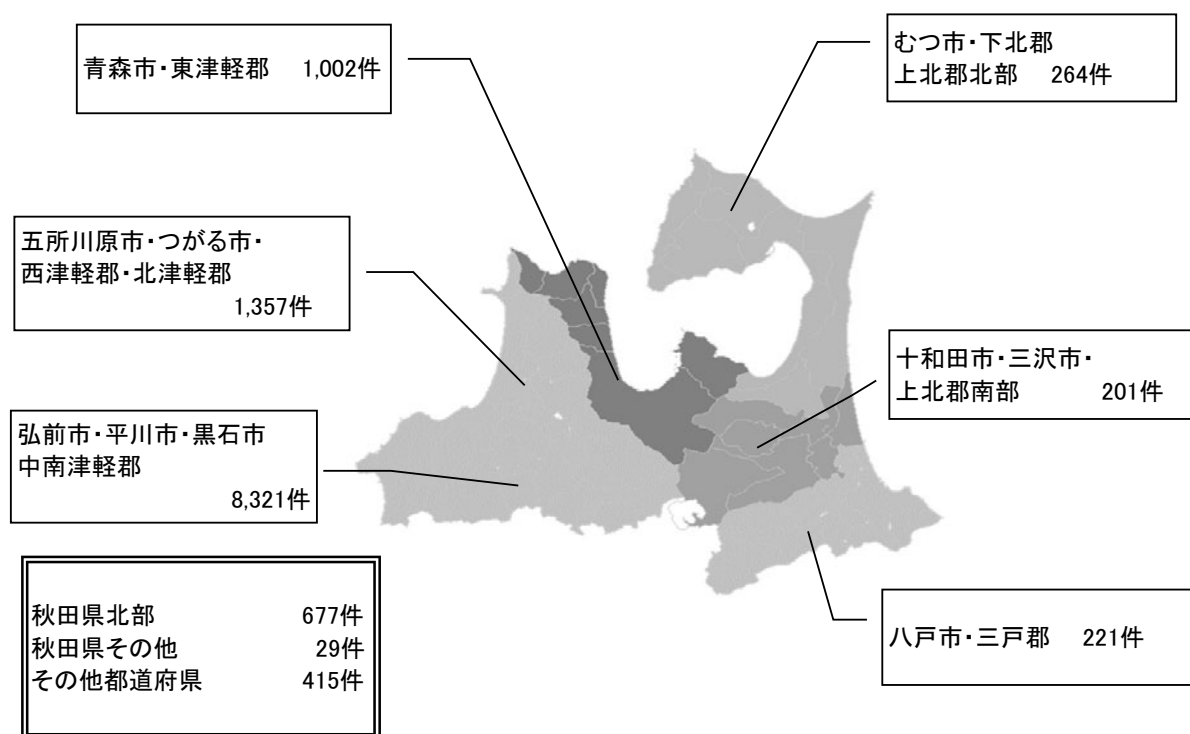 青森市・東津軽郡 1,002件
むつ市・下北郡
上北郡北部 264件
五所川原市・つがる市・
西津軽郡・北津軽郡
1,357件
十和田市・三沢市・
上北郡南部 201件
弘前市・平川市・黒石市
中南津軽郡
8,321件
八戸市・三戸郡 221件
秋田県北部 677件
秋田県その他 29件
その他都道府県 415件